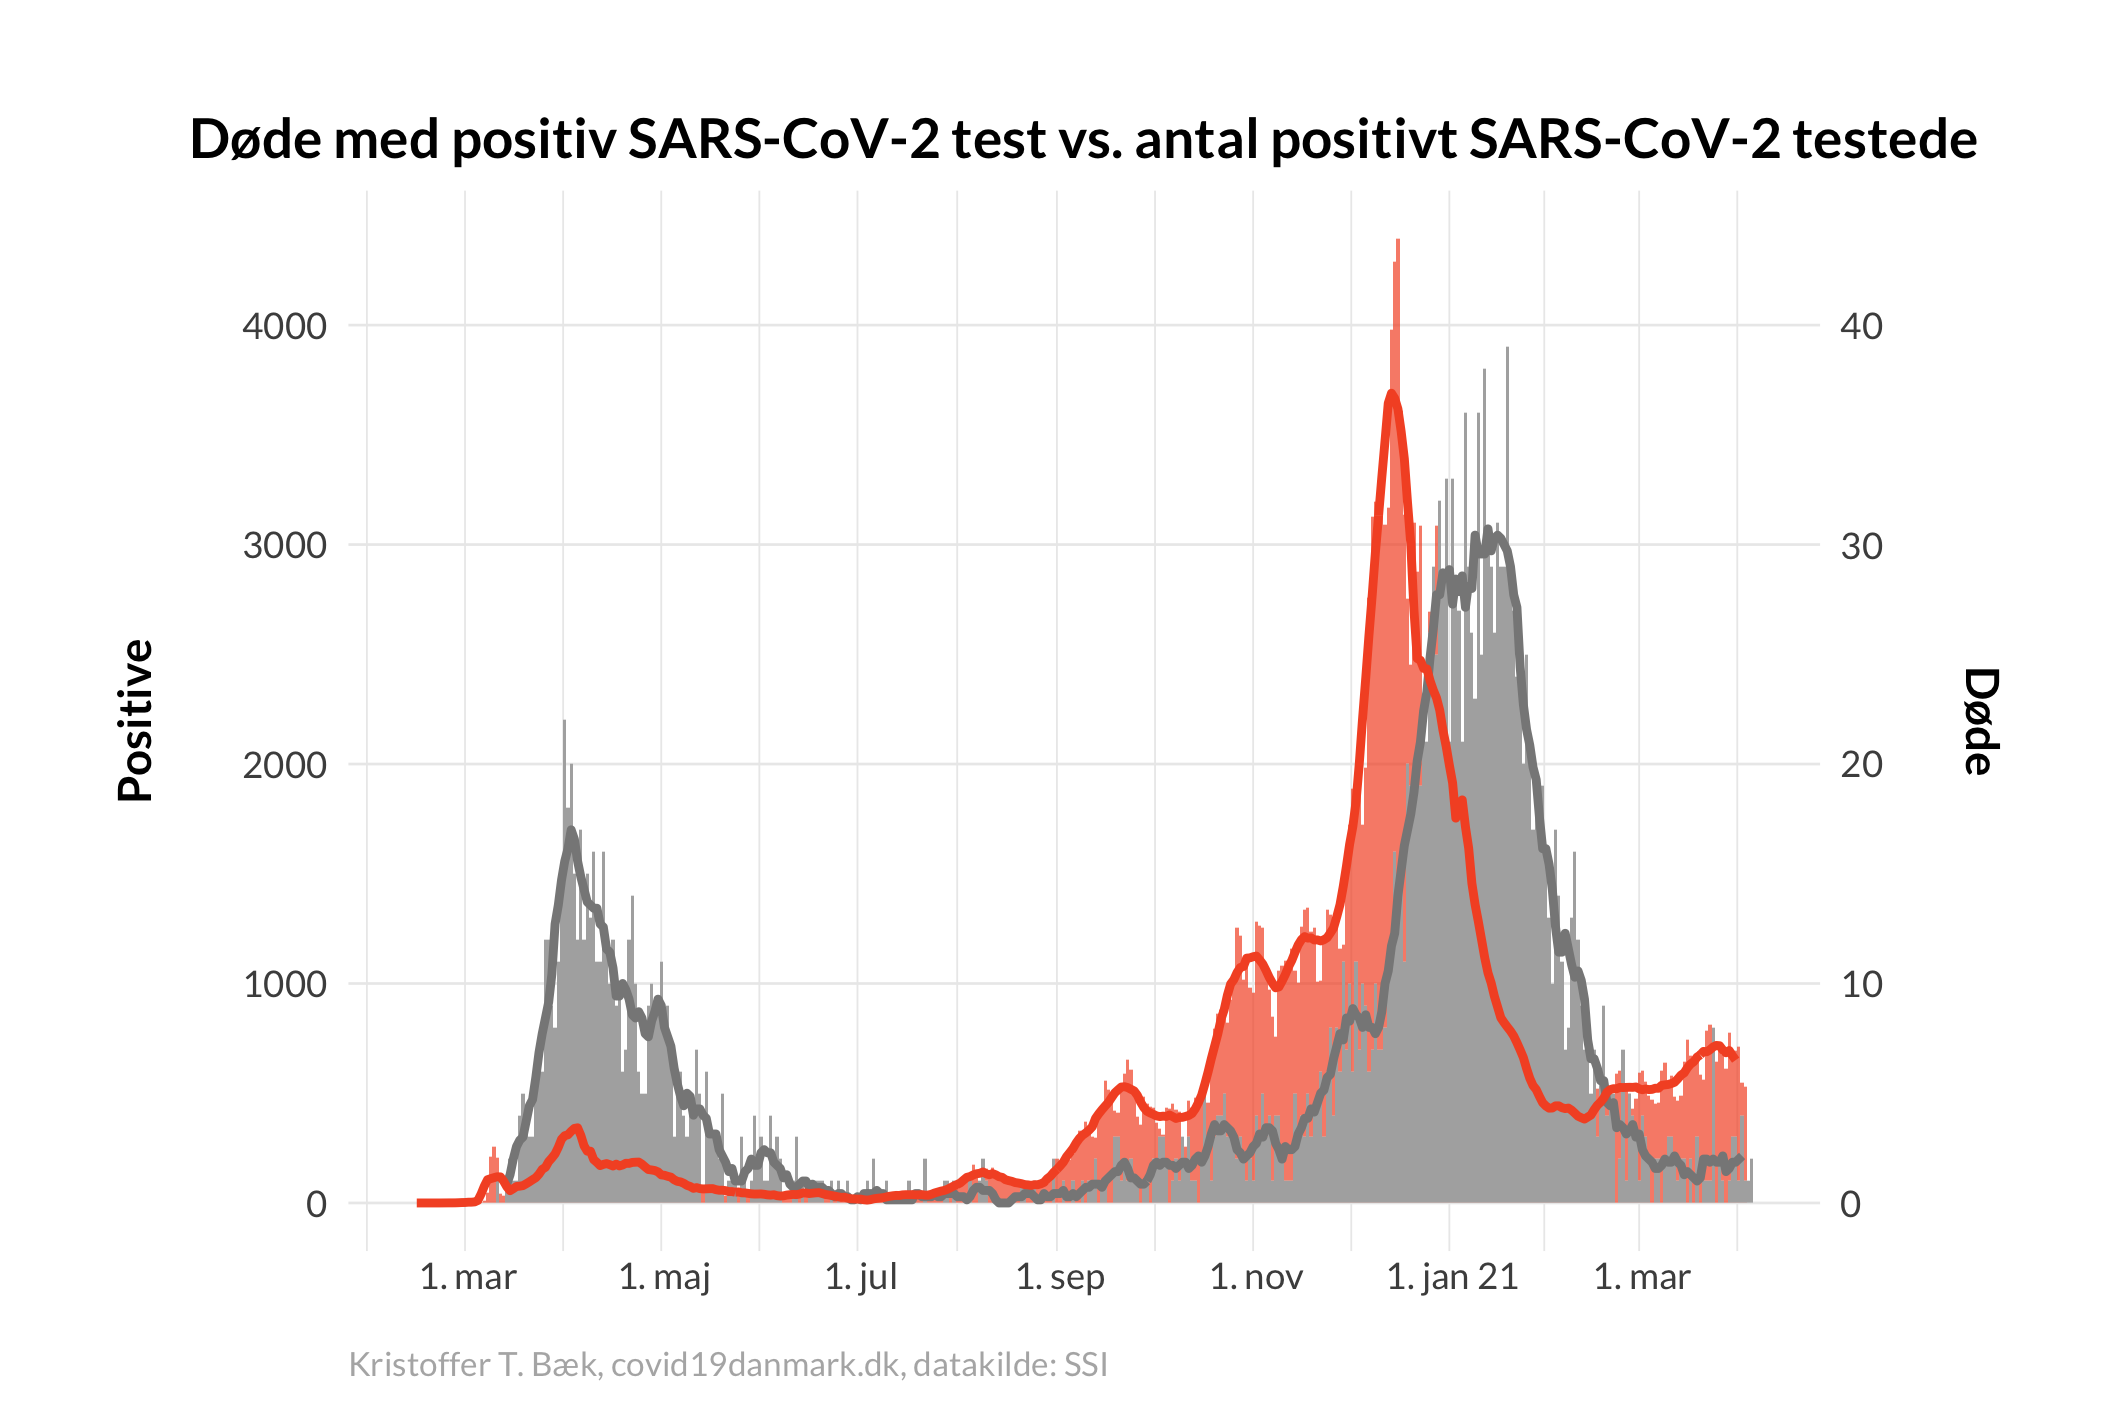 Døde med positiv SARS-CoV-2 test vs. antal positivt SARS-CoV-2 testede
Positive
4000
3000
2000
1000
0
40
30
20
10
0
Døde
1. mar
1. maj
1. jul
1. sep
1. nov
1. jan 21
1. mar
Kristoffer T. Bæk, covid19danmark.dk, datakilde: SSI